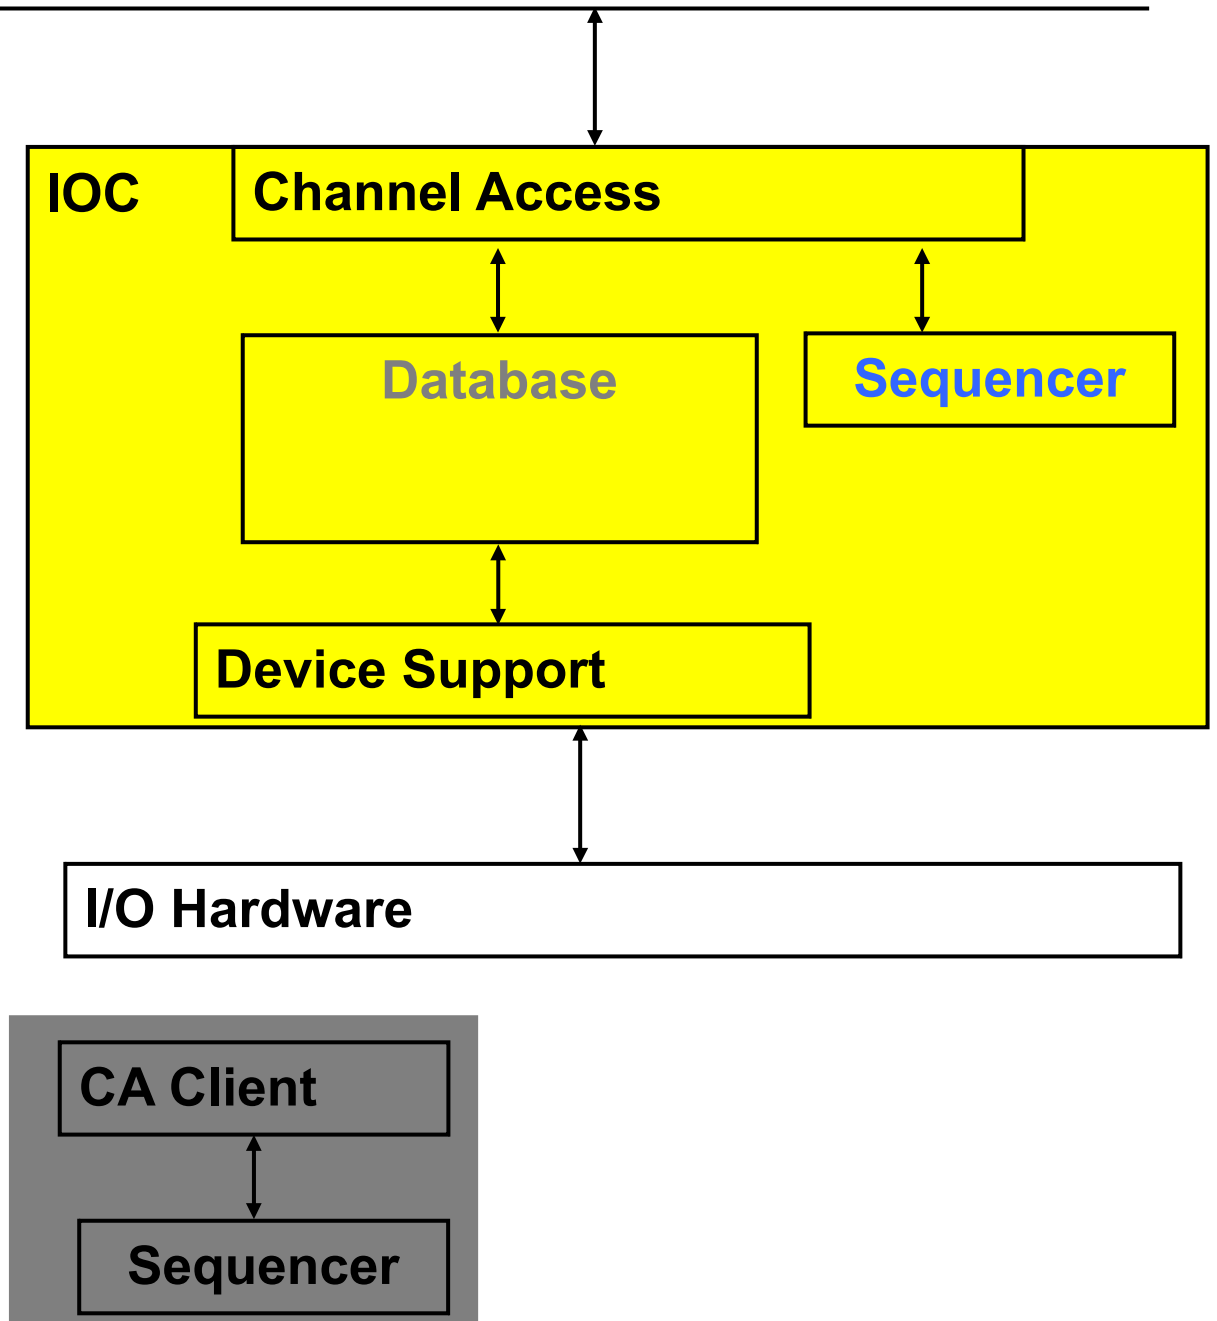 IOC
Channel Access
Database
Sequencer
Device Support
I/O Hardware
CA Client
Sequencer